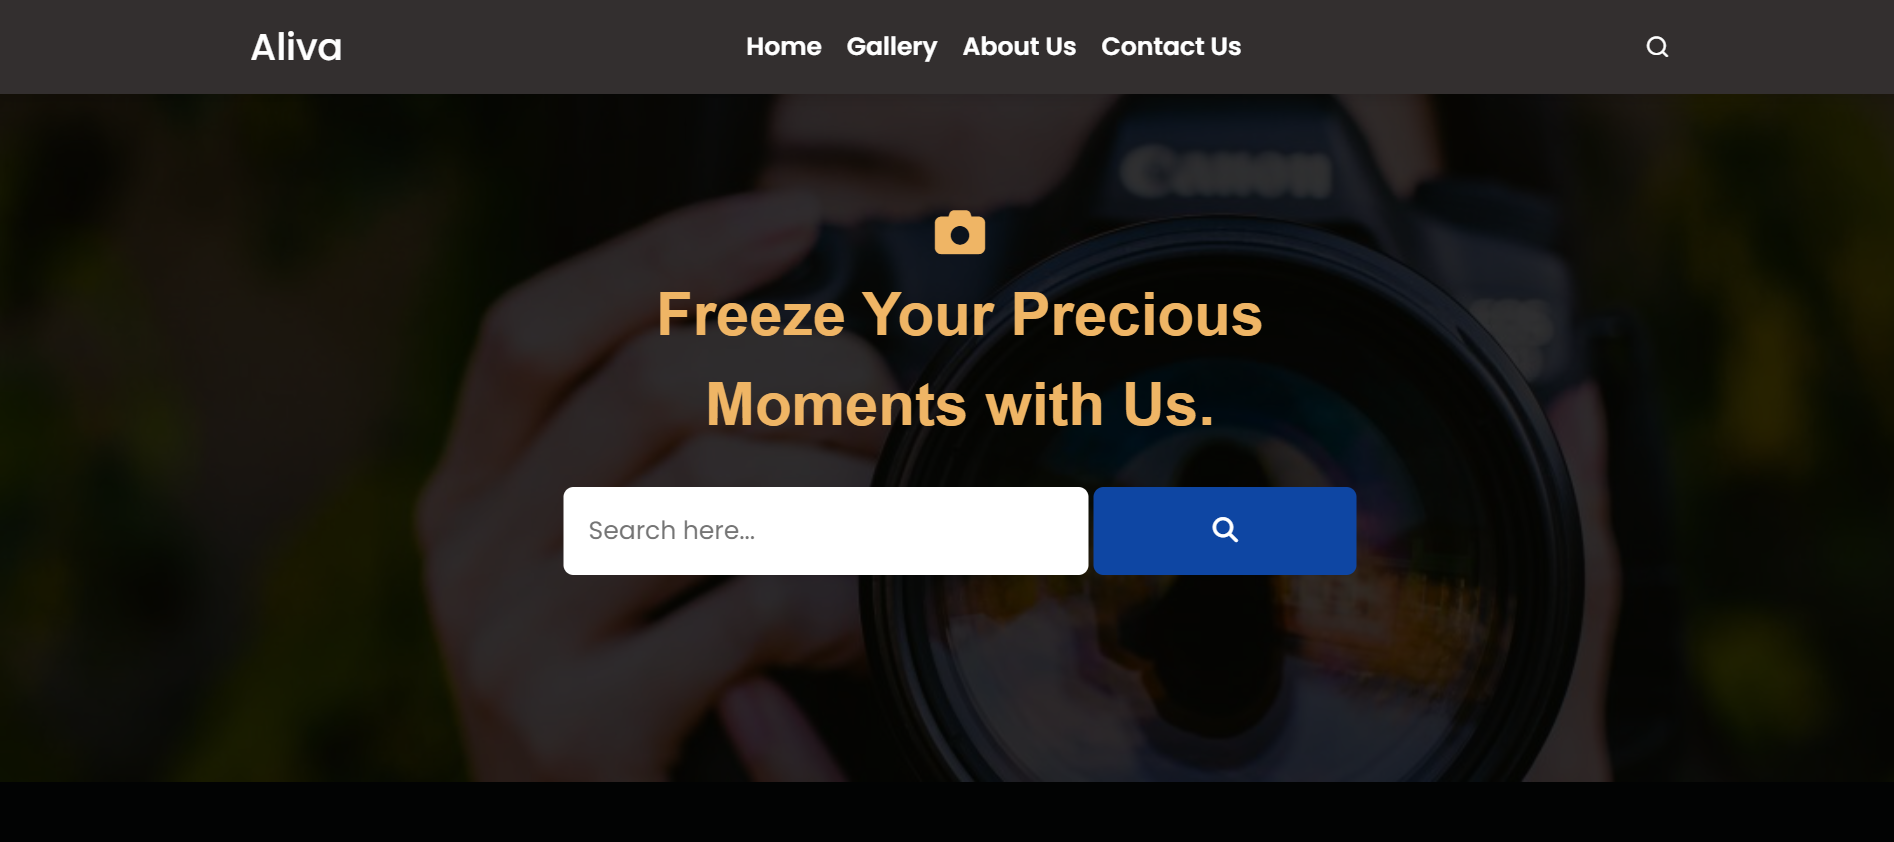 Aliva
Home Gallery About Us Contact Us
Canon
Freeze Your Precious
Moments with Us.
Search here...